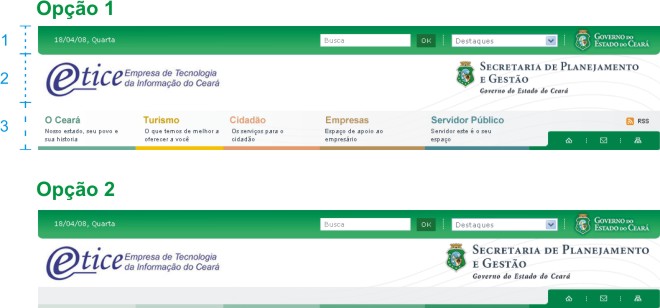 Opção 1
1
18/04/08, Quarta
Busca
OK
Destaques
Governo do
Estado do Ceará
2
etice Empresa de Tecnologia
da Informação do Ceará
Secretaria de Planejamento
e Gestão
Governo do Estado do Ceará
3
O Ceará
Nosso estado, seu povo e
sua história
Turismo
O que temos de melhor a
oferecer a você
Cidadão
Os serviços para o
cidadão
Empresas
Espaço de apoio ao
empresário
Servidor Público
Servidor este é o seu
espaço
RSS
Opção 2
18/04/08, Quarta
Busca
OK
Destaques
Governo do
Estado do Ceará
etice Empresa de Tecnologia
da Informação do Ceará
Secretaria de Planejamento
e Gestão
Governo do Estado do Ceará